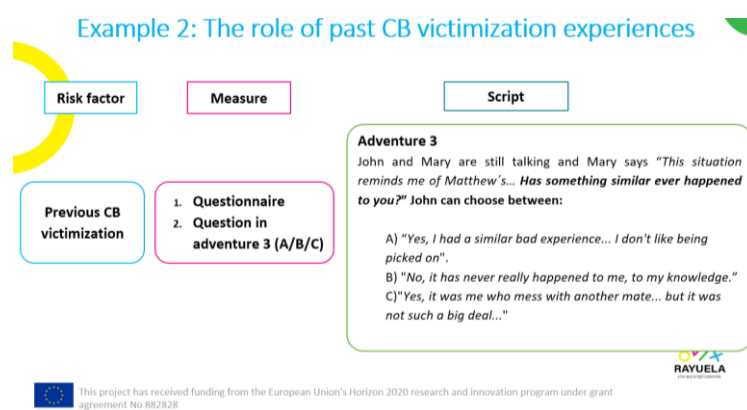 Example 2: The role of past CB victimization experiences
Risk factor
Measure
Script
Previous CB
victimization
1. Questionnaire
2. Question in
adventure 3 (A/B/C)
Adventure 3
John and Mary are still talking and Mary says “This situation
reminds me of Matthew´s... Has something similar ever happened
to you?” John can choose between:
A) “Yes, I had a similar bad experience... I don't like being
picked on".
B) "No, it has never really happened to me, to my knowledge.”
C)"Yes, it was me who mess with another mate... but it was
not such a big deal..."
RAYUELA
This project has received funding from the European Union's Horizon 2020 research and innovation program under grant
agreement No 882828